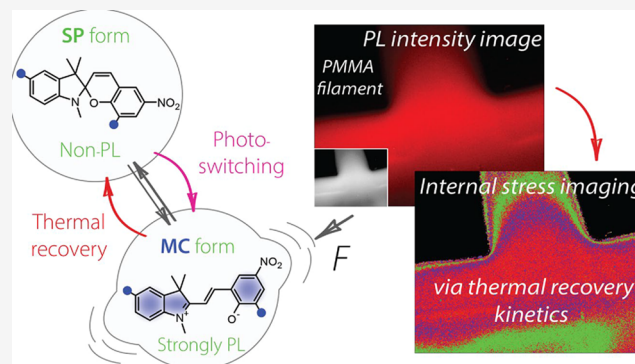 SP form
N
O
NO₂
Non-PL
Photo-
switching
Thermal
recovery
MC form
NO₂
N⁺
O⁻
Strongly PL
F
PL intensity image
PMMA
filament
Internal stress imaging
via thermal recovery
kinetics